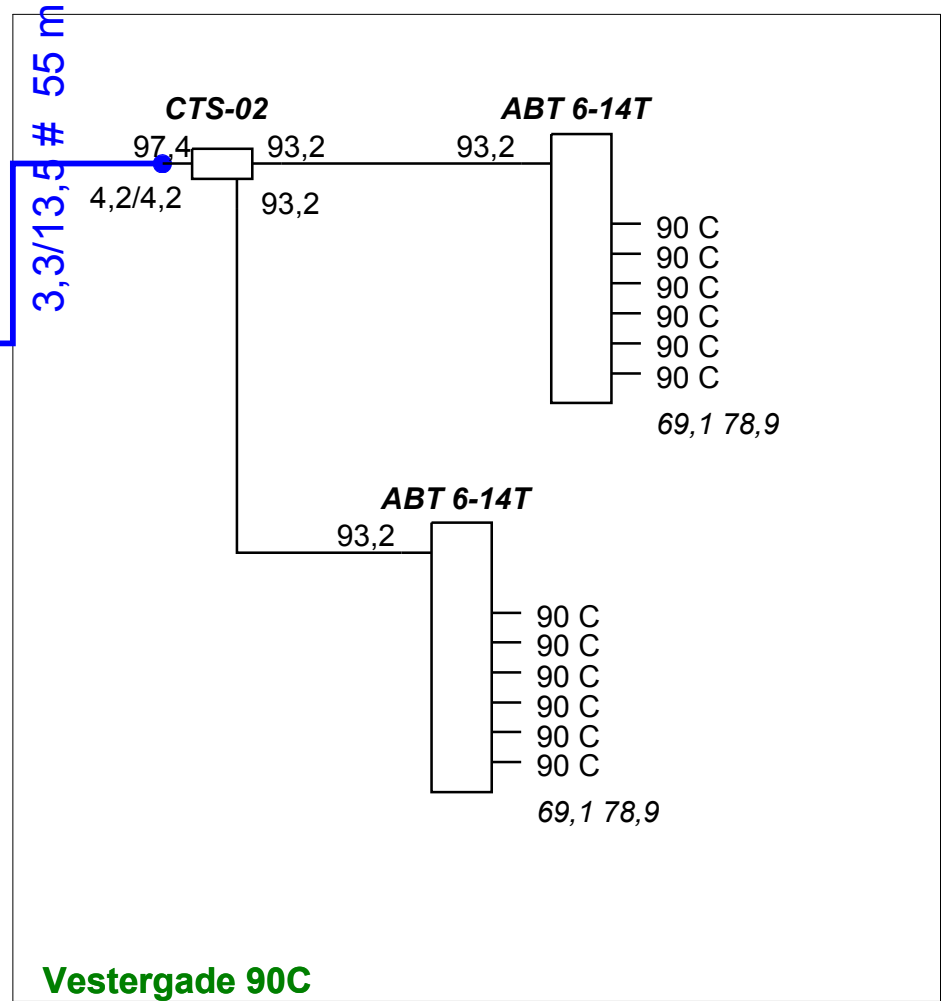 3,3/13,5 # 55 m
CTS-02
ABT 6-14T
97,4
93,2
93,2
4,2/4,2
93,2
90 C
90 C
90 C
90 C
90 C
90 C
69,1 78,9
ABT 6-14T
93,2
90 C
90 C
90 C
90 C
90 C
90 C
69,1 78,9
Vestergade 90C